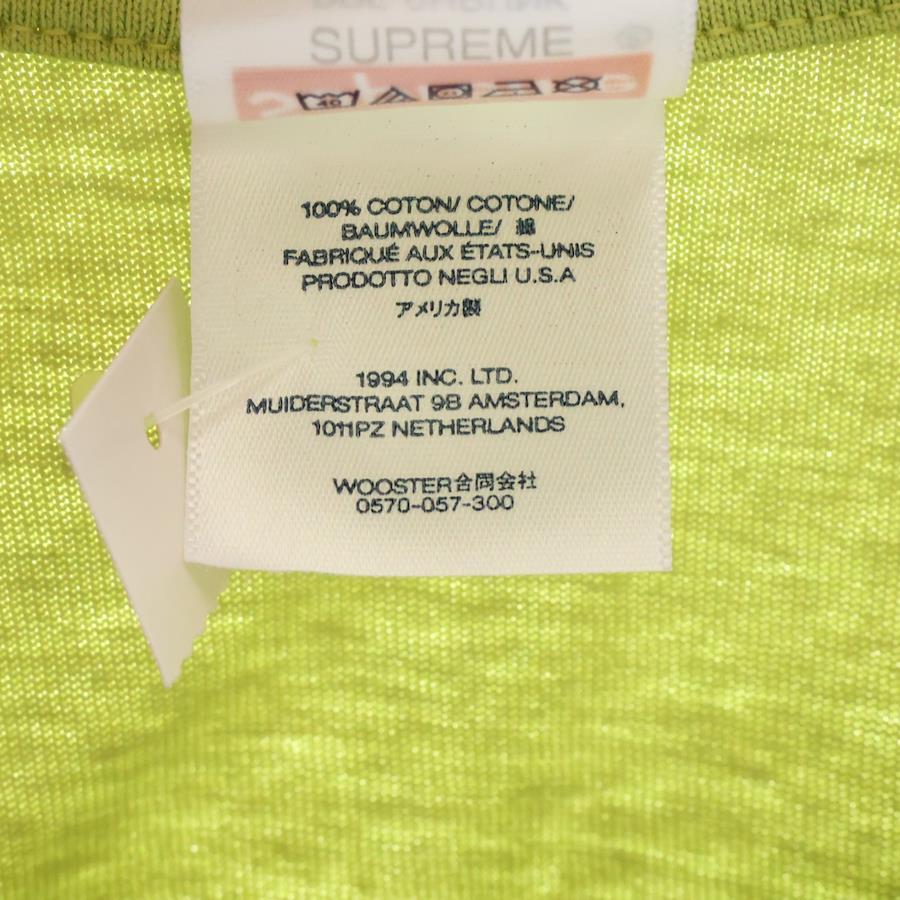 SUPREME
40
100% COTON/ COTONE/
BAUMWOLLE/ 綿
FABRIQUÉ AUX ÉTATS-UNIS
PRODOTTO NEGLI U.S.A
アメリカ製
1994 INC. LTD.
MUIDERSTRAAT 9B AMSTERDAM,
1011PZ NETHERLANDS
WOOSTER合同会社
0570-057-300